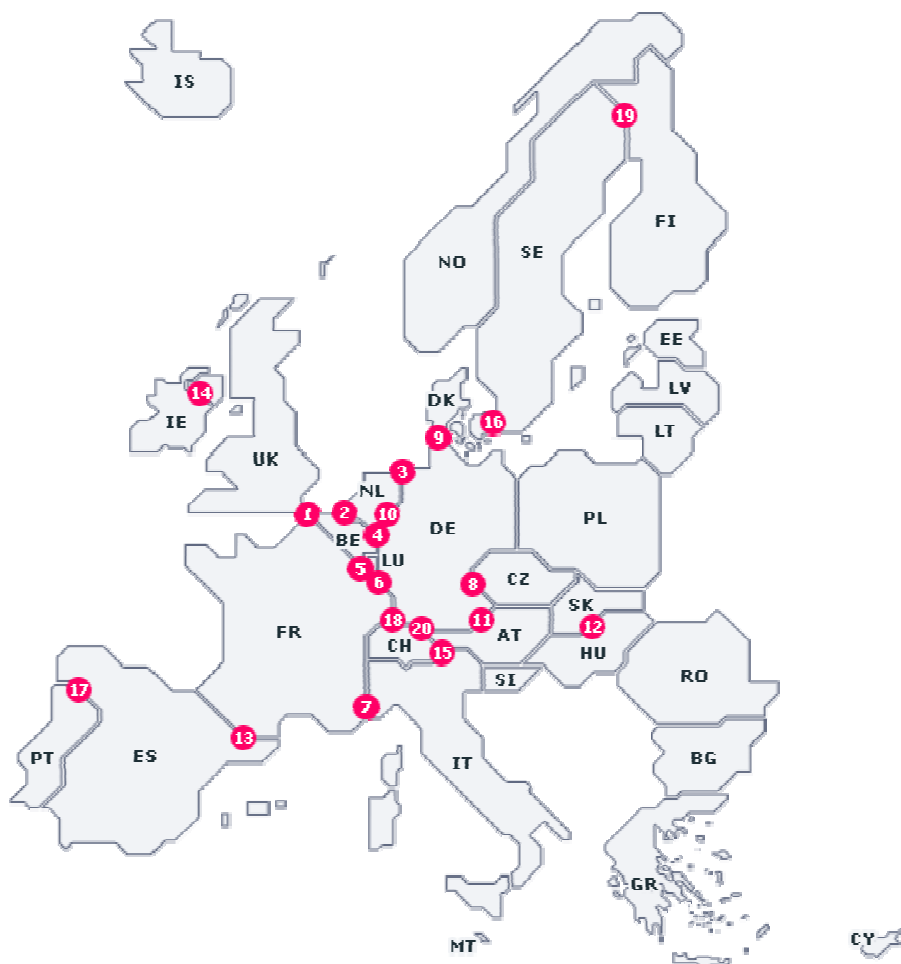 IS
19
FI
NO
SE
EE
LV
DK
14
IE
16
LT
9
UK
3
NL
1
2
10
PL
DE
4
BE
LU
5
6
8
CZ
SK
18
20
11
12
FR
CH
15
AT
HU
SI
RO
17
7
13
PT
ES
IT
BG
GR
MT
CY